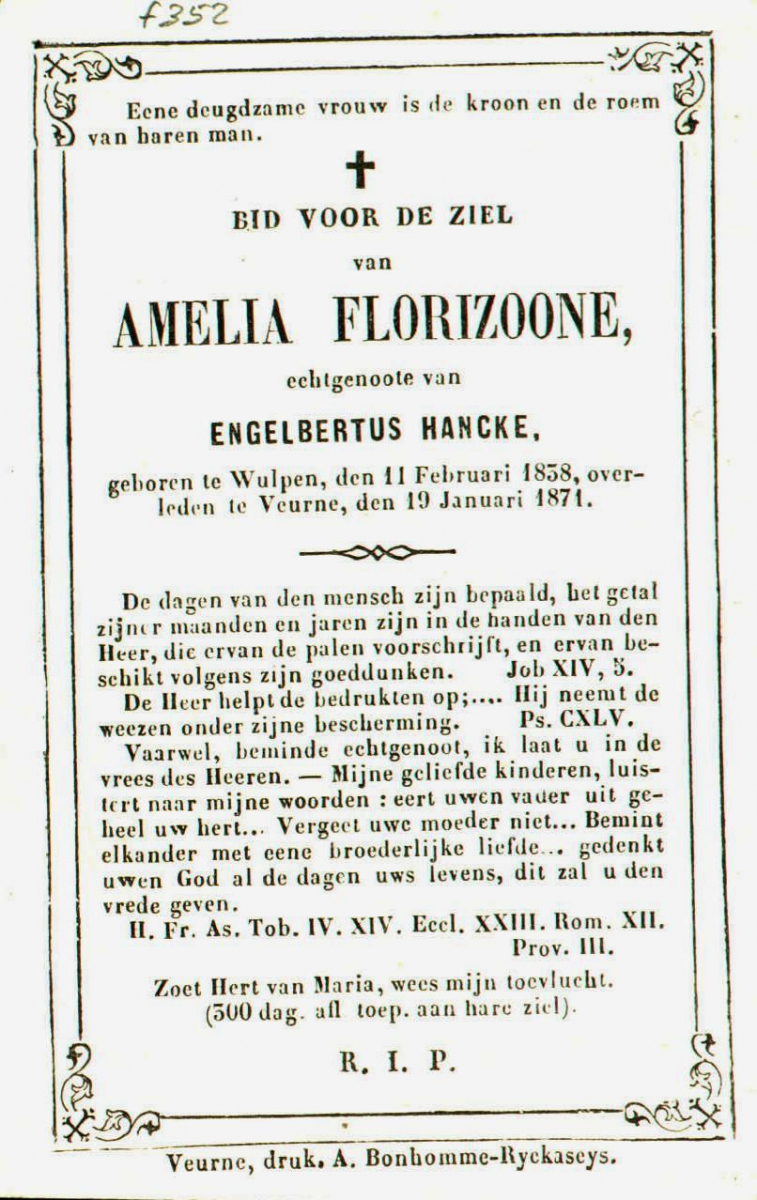 f352
Eene deugdzame vrouw is de kroon en de roem
van haren man.
BID VOOR DE ZIEL
van
AMELIA FLORIZOONE,
echtgenoote van
ENGELBERTUS HANCKE,
geboren te Wulpen, den 11 Februari 1838, over-
leden te Veurne, den 19 Januari 1871.
De dagen van den mensch zijn bepaald, het getal
zijner maanden en jaren zijn in de handen van den
Heer, die ervan de palen voorschrijft, en ervan be-
schikt volgens zijn goeddunken. Job XIV, 5.
De Heer helpt de bedrukten op;.... Hij neemt de
weezen onder zijne bescherming. Ps. CXLV.
Vaarwel, beminde echtgenoot, ik laat u in de
vrees des Heeren. — Mijne geliefde kinderen, luis-
tert naar mijne woorden : eert uwen vader uit ge-
heel uw hert... Vergeet uwe moeder niet... Bemint
elkander met eene broederlijke liefde... gedenkt
uwen God al de dagen uws levens, dit zal u den
vrede geven.
II. Fr. As. Tob. IV. XIV. Eccl. XXIII. Rom. XII.
Prov. III.
Zoet Hert van Maria, wees mijn toevlucht.
(300 dag. afl toep. aan hare ziel).
R. I. P.
Veurne, druk. A. Bonhomme-Ryckaseys.